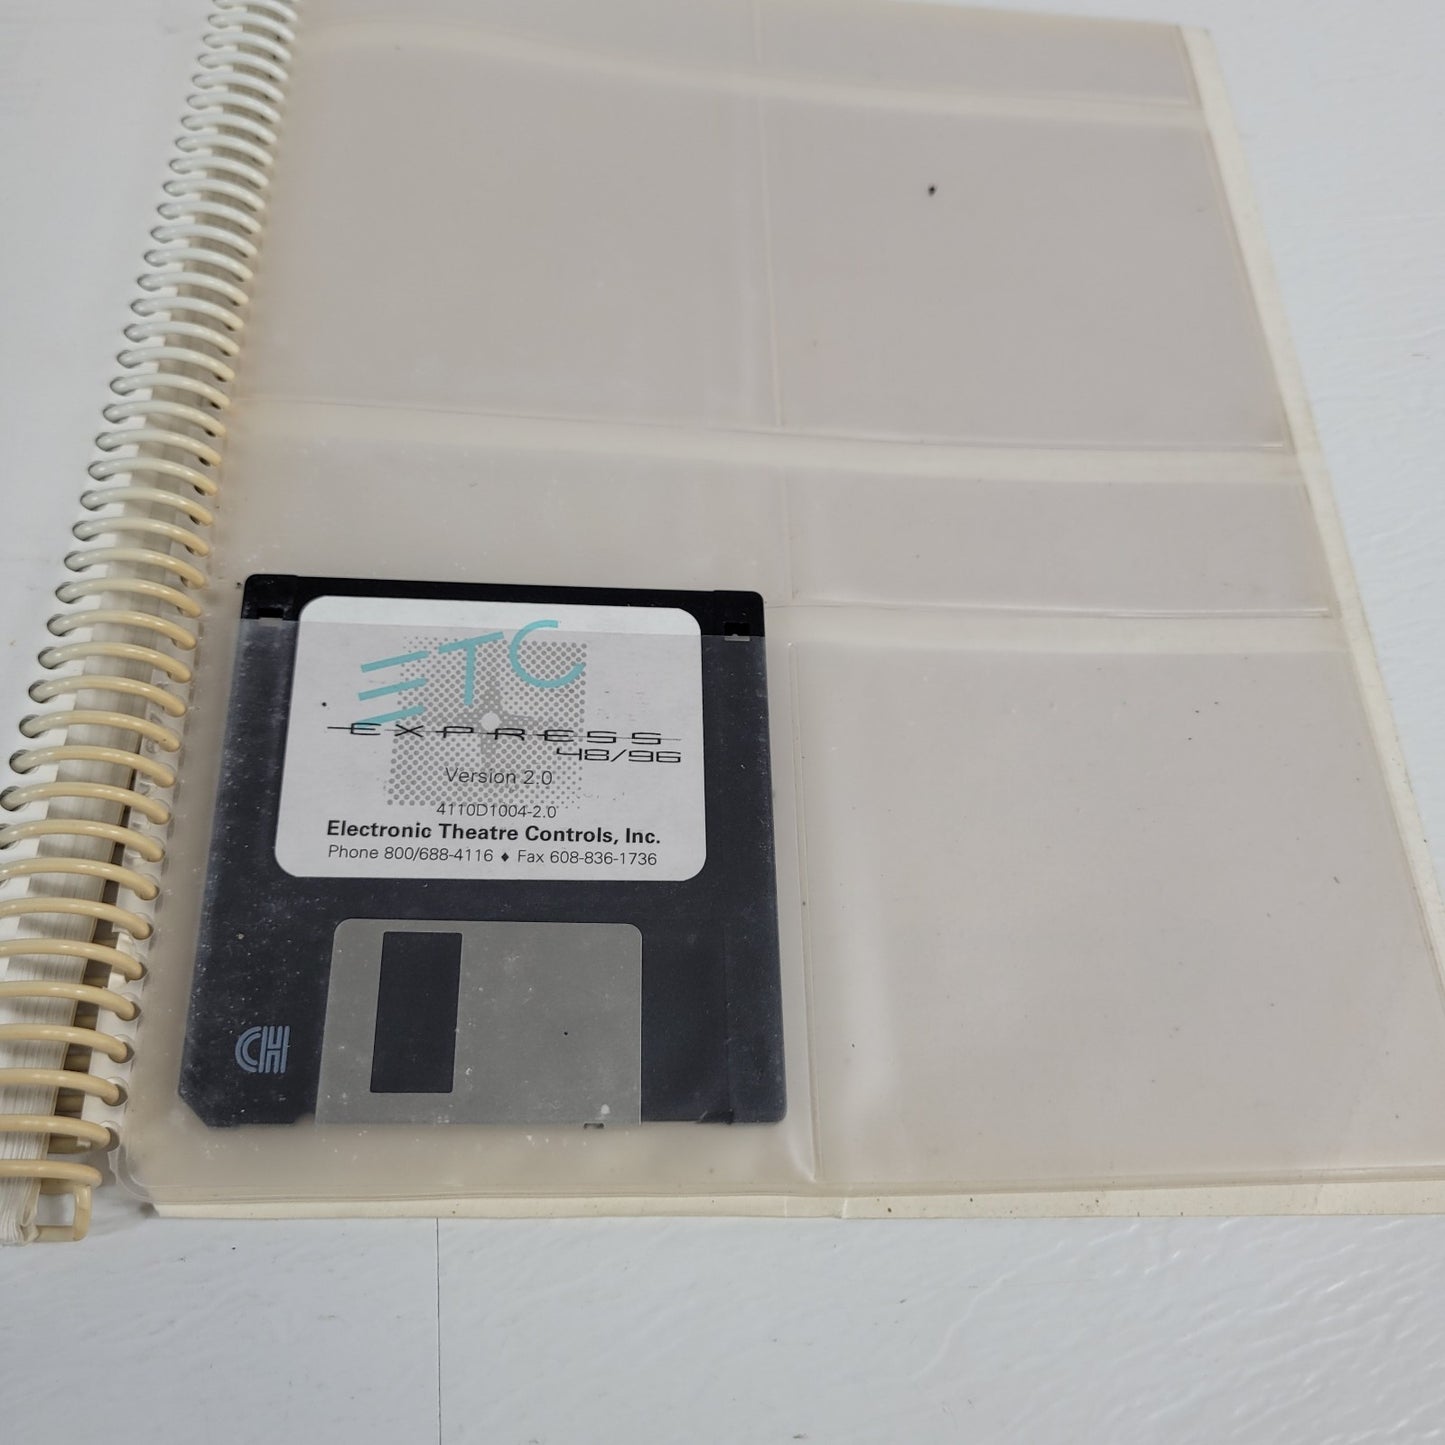 ETC
EXPRESS
48/96
Version 2.0
4110D1004-2.0
Electronic Theatre Controls, Inc.
Phone 800/688-4116 ♦ Fax 608-836-1736
CH